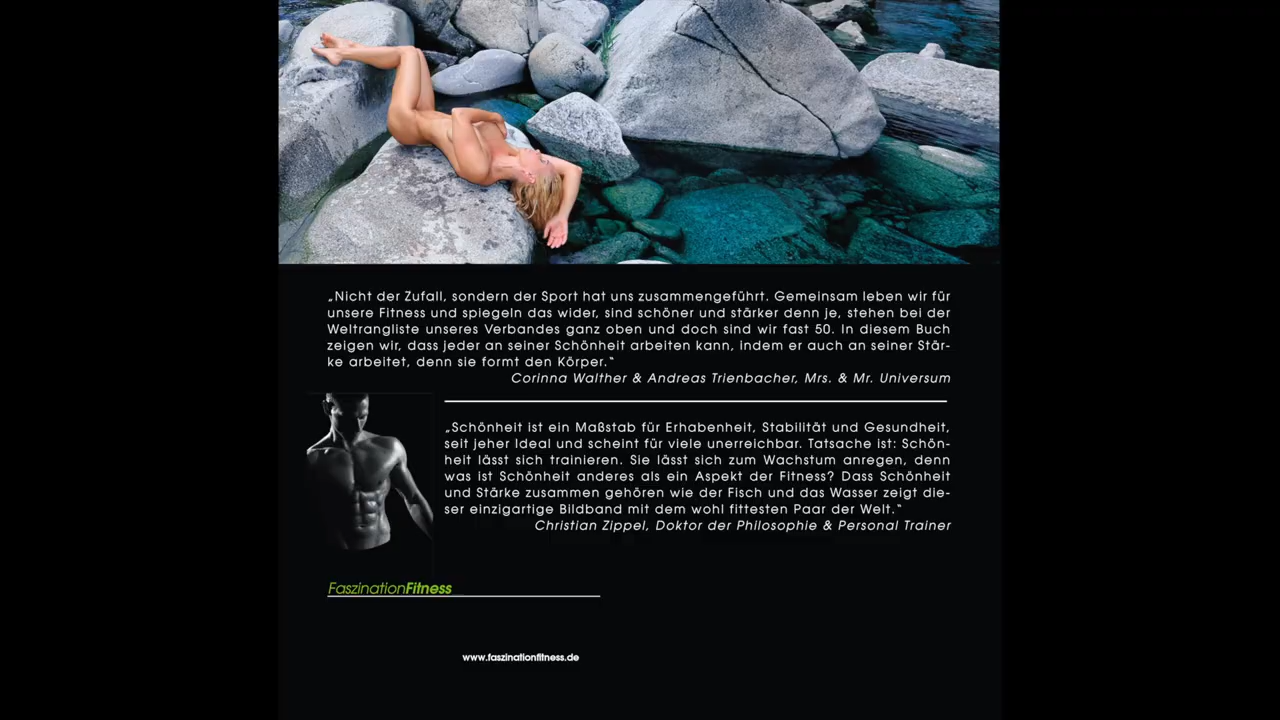 „Nicht der Zufall, sondern der Sport hat uns zusammengeführt. Gemeinsam leben wir für
unsere Fitness und spiegeln das wider, sind schöner und stärker denn je, stehen bei der
Weltrangliste unseres Verbandes ganz oben und doch sind wir fast 50. In diesem Buch
zeigen wir, dass jeder an seiner Schönheit arbeiten kann, indem er auch an seiner Stär-
ke arbeitet, denn sie formt den Körper.“
Corinna Walther & Andreas Trienbacher, Mrs. & Mr. Universum
„Schönheit ist ein Maßstab für Erhabenheit, Stabilität und Gesundheit,
seit jeher Ideal und scheint für viele unerreichbar. Tatsache ist: Schön-
heit lässt sich trainieren. Sie lässt sich zum Wachstum anregen, denn
was ist Schönheit anderes als ein Aspekt der Fitness? Dass Schönheit
und Stärke zusammen gehören wie der Fisch und das Wasser zeigt die-
ser einzigartige Bildband mit dem wohl fittesten Paar der Welt.“
Christian Zippel, Doktor der Philosophie & Personal Trainer
FaszinationFitness
www.faszinationfitness.de